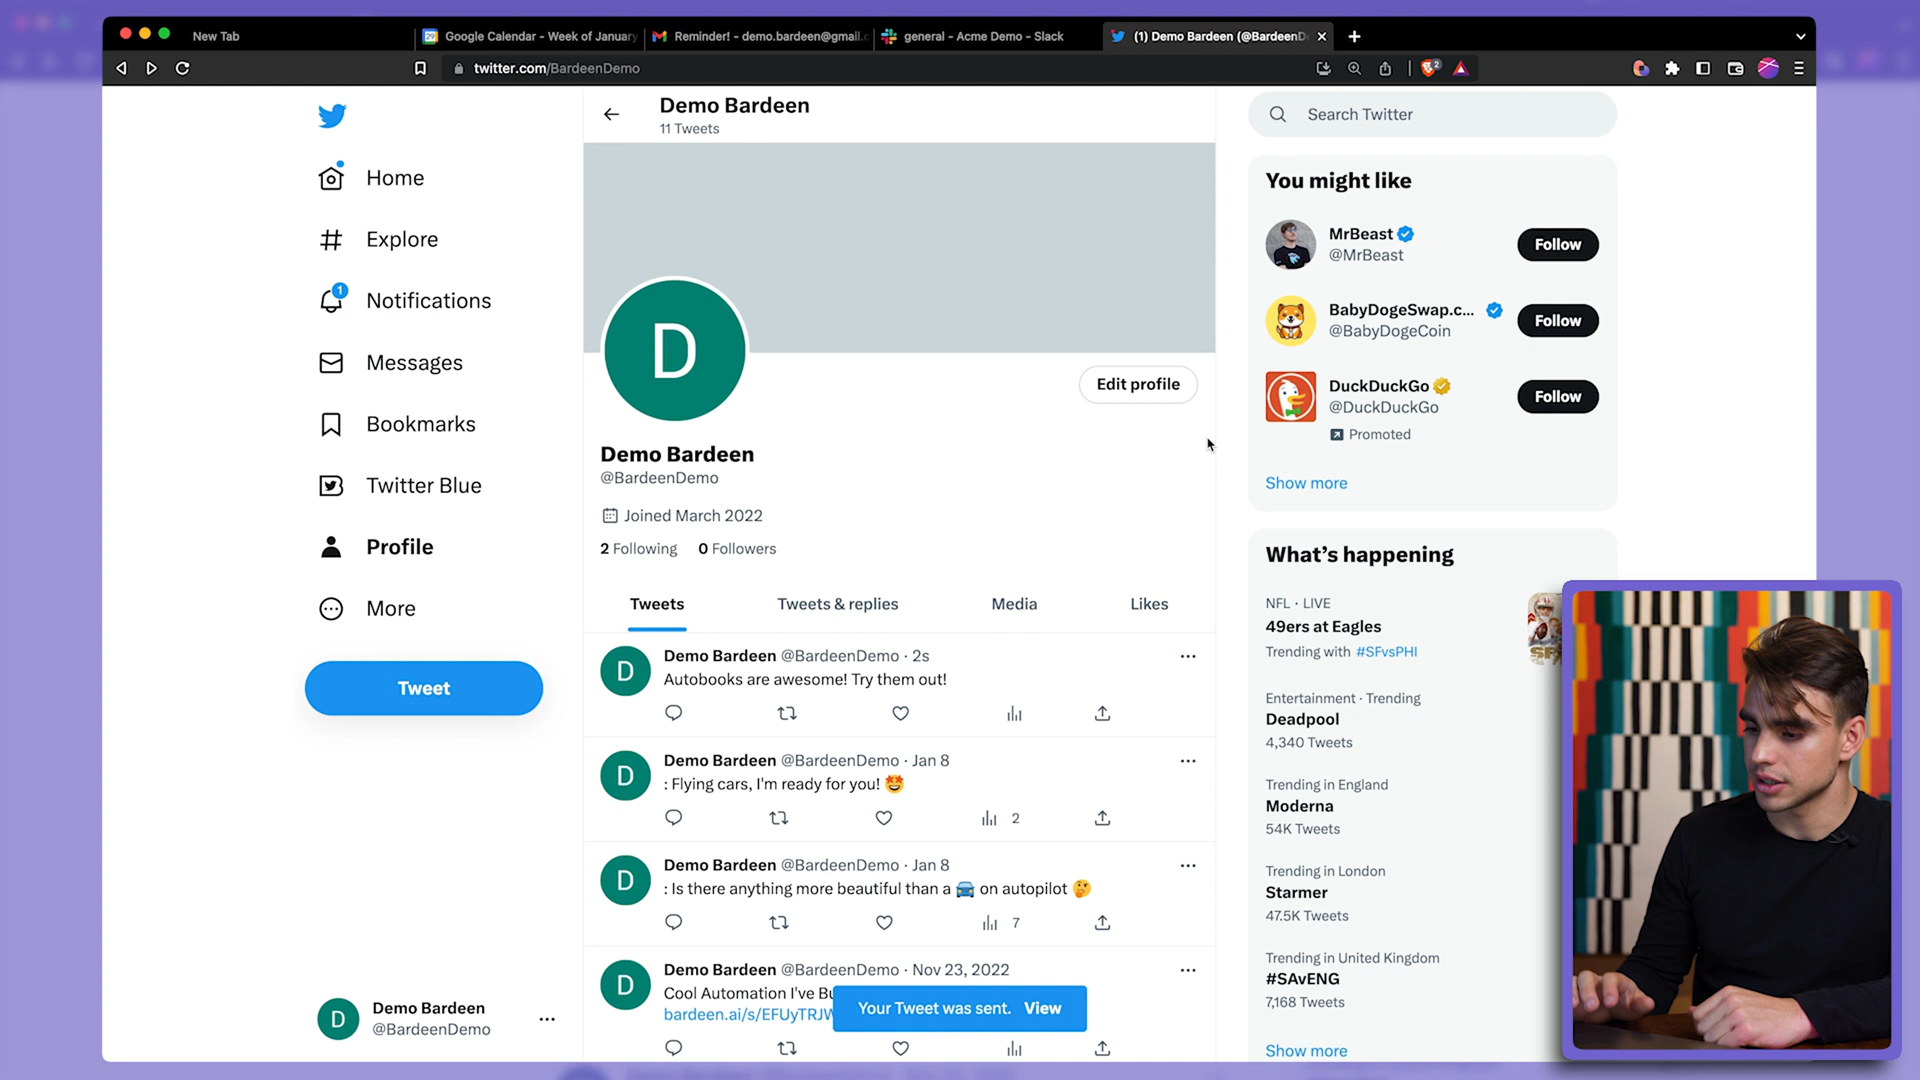 New Tab
Google Calendar - Week of January
Reminder! - demo.bardeen@gmail.c
general - Acme Demo - Slack
(1) Demo Bardeen (@BardeenD
twitter.com/BardeenDemo
2
Home
Explore
1
Notifications
Messages
Bookmarks
Twitter Blue
Profile
More
Tweet
D
Demo Bardeen
@BardeenDemo
Demo Bardeen
11 Tweets
D
Edit profile
Demo Bardeen
@BardeenDemo
Joined March 2022
2 Following 0 Followers
Tweets
Tweets & replies
Media
Likes
D
Demo Bardeen @BardeenDemo · 2s
Autobooks are awesome! Try them out!
D
Demo Bardeen @BardeenDemo · Jan 8
: Flying cars, I'm ready for you! 🤩
2
D
Demo Bardeen @BardeenDemo · Jan 8
: Is there anything more beautiful than a 🚘 on autopilot 🤔
7
D
Demo Bardeen @BardeenDemo · Nov 23, 2022
Cool Automation I've Bu
bardeen.ai/s/EFUyTRJW
Your Tweet was sent. View
Search Twitter
You might like
MrBeast
@MrBeast
Follow
BabyDogeSwap.c...
@BabyDogeCoin
Follow
DuckDuckGo
@DuckDuckGo
Promoted
Follow
Show more
What's happening
NFL · LIVE
49ers at Eagles
Trending with #SFvsPHI
Entertainment · Trending
Deadpool
4,340 Tweets
Trending in England
Moderna
54K Tweets
Trending in London
Starmer
47.5K Tweets
Trending in United Kingdom
#SAvENG
7,168 Tweets
Show more